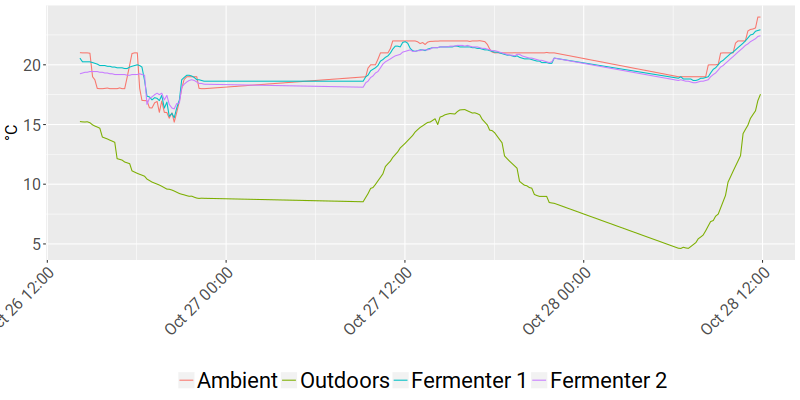 20
15
10
5
°C
26 12:00
Oct 27 00:00
Oct 27 12:00
Oct 28 00:00
Oct 28 12:00
Ambient Outdoors Fermenter 1 Fermenter 2